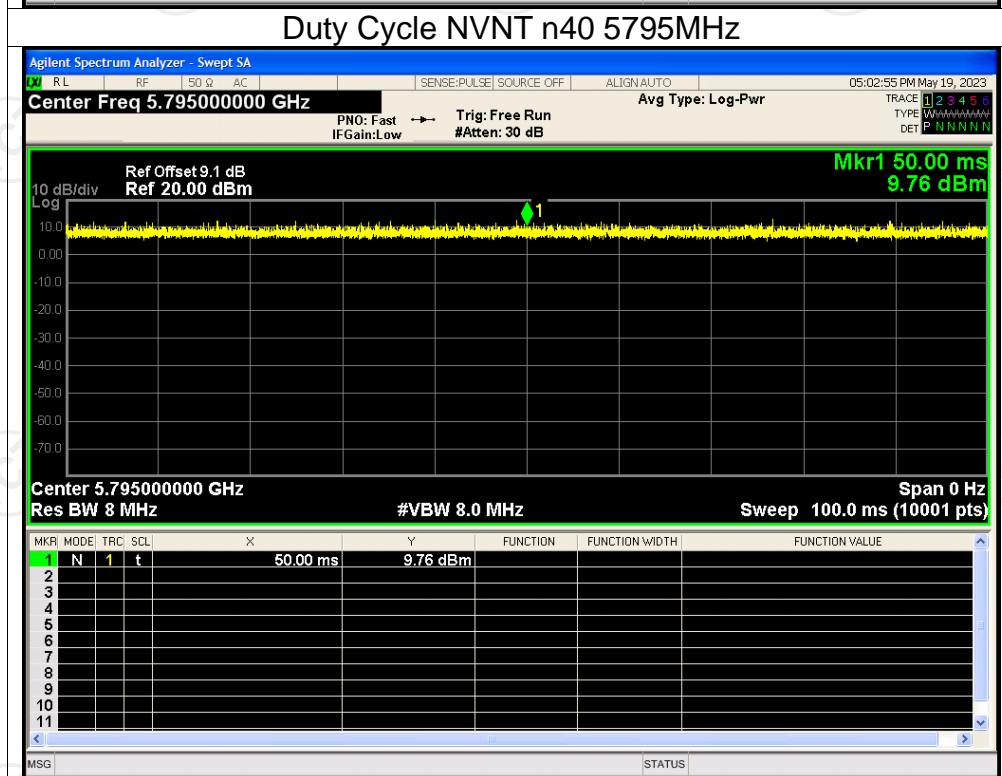 Duty Cycle NVNT n40 5795MHz
Agilent Spectrum Analyzer - Swept SA
LXI RL RF 50 Ω AC SENSE:PULSE SOURCE OFF ALIGN AUTO 05:02:55 PM May 19, 2023
Center Freq 5.795000000 GHz Avg Type: Log-Pwr TRACE 1 2 3 4 5 6
PNO: Fast Trig: Free Run TYPE WWWWWW
IFGain:Low #Atten: 30 dB DET P N N N N N
Mkr1 50.00 ms
Ref Offset 9.1 dB
10 dB/div Ref 20.00 dBm 9.76 dBm
Log
1
10.0
0.00
-10.0
-20.0
-30.0
-40.0
-50.0
-60.0
-70.0
Center 5.795000000 GHz Span 0 Hz
Res BW 8 MHz #VBW 8.0 MHz Sweep 100.0 ms (10001 pts)
MKR MODE TRC SCL X Y FUNCTION FUNCTION WIDTH FUNCTION VALUE
1 N 1 t 50.00 ms 9.76 dBm
2
3
4
5
6
7
8
9
10
11
MSG STATUS